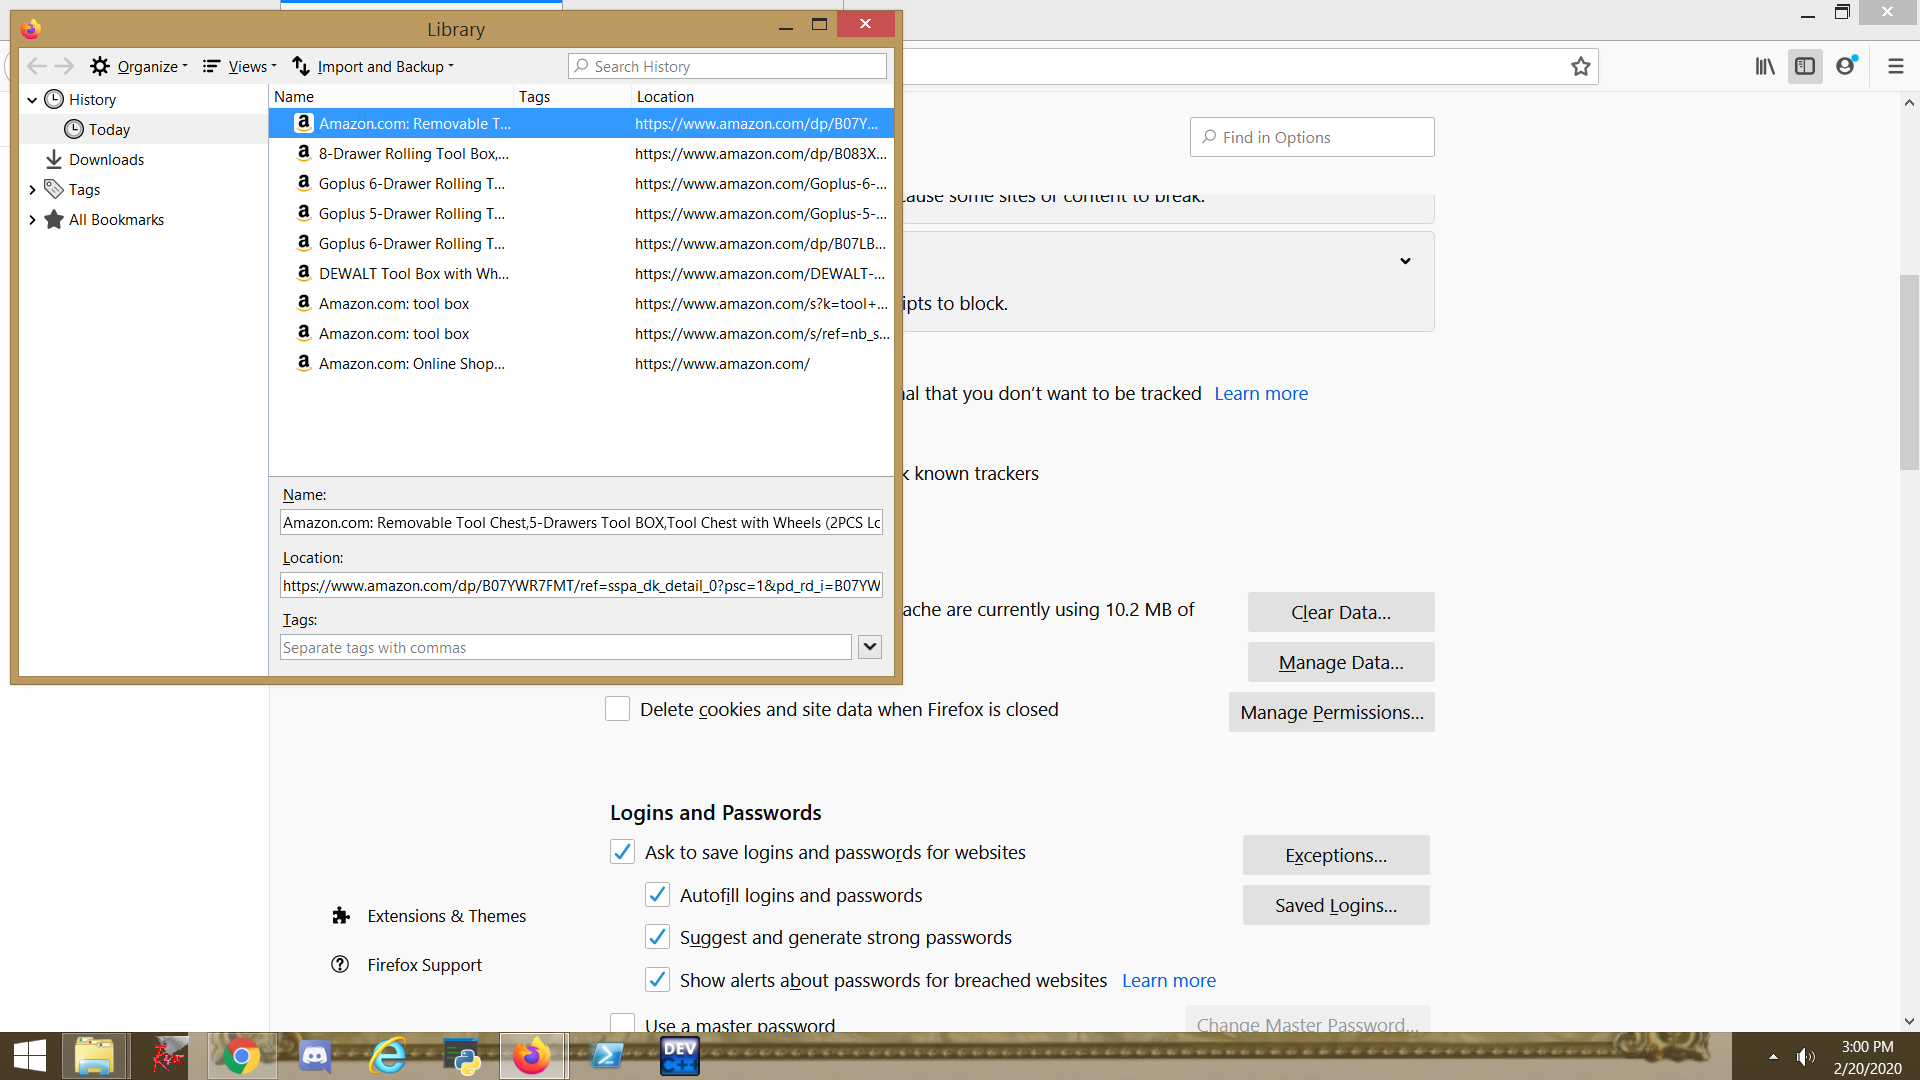 Library
Organize
Views
Import and Backup
Search History
History
Today
Downloads
Tags
All Bookmarks
Name Tags Location
Amazon.com: Removable T... https://www.amazon.com/dp/B07Y...
8-Drawer Rolling Tool Box,... https://www.amazon.com/dp/B083X...
Goplus 6-Drawer Rolling T... https://www.amazon.com/Goplus-6-...
Goplus 5-Drawer Rolling T... https://www.amazon.com/Goplus-5-...
Goplus 6-Drawer Rolling T... https://www.amazon.com/dp/B07LB...
DEWALT Tool Box with Wh... https://www.amazon.com/DEWALT-...
Amazon.com: tool box https://www.amazon.com/s?k=tool+...
Amazon.com: tool box https://www.amazon.com/s/ref=nb_s...
Amazon.com: Online Shop... https://www.amazon.com/
Name:
Amazon.com: Removable Tool Chest,5-Drawers Tool BOX,Tool Chest with Wheels (2PCS Lc
Location:
https://www.amazon.com/dp/B07YWR7FMT/ref=sspa_dk_detail_0?psc=1&pd_rd_i=B07YW
Tags:
Separate tags with commas
Find in Options
cause some sites or content to break.
ipts to block.
nal that you don’t want to be tracked Learn more
k known trackers
ache are currently using 10.2 MB of
Clear Data...
Manage Data...
Delete cookies and site data when Firefox is closed
Manage Permissions...
Logins and Passwords
Ask to save logins and passwords for websites
Exceptions...
Autofill logins and passwords
Saved Logins...
Suggest and generate strong passwords
Show alerts about passwords for breached websites Learn more
Use a master password
Change Master Password...
Extensions & Themes
Firefox Support
DEV
C++
3:00 PM
2/20/2020